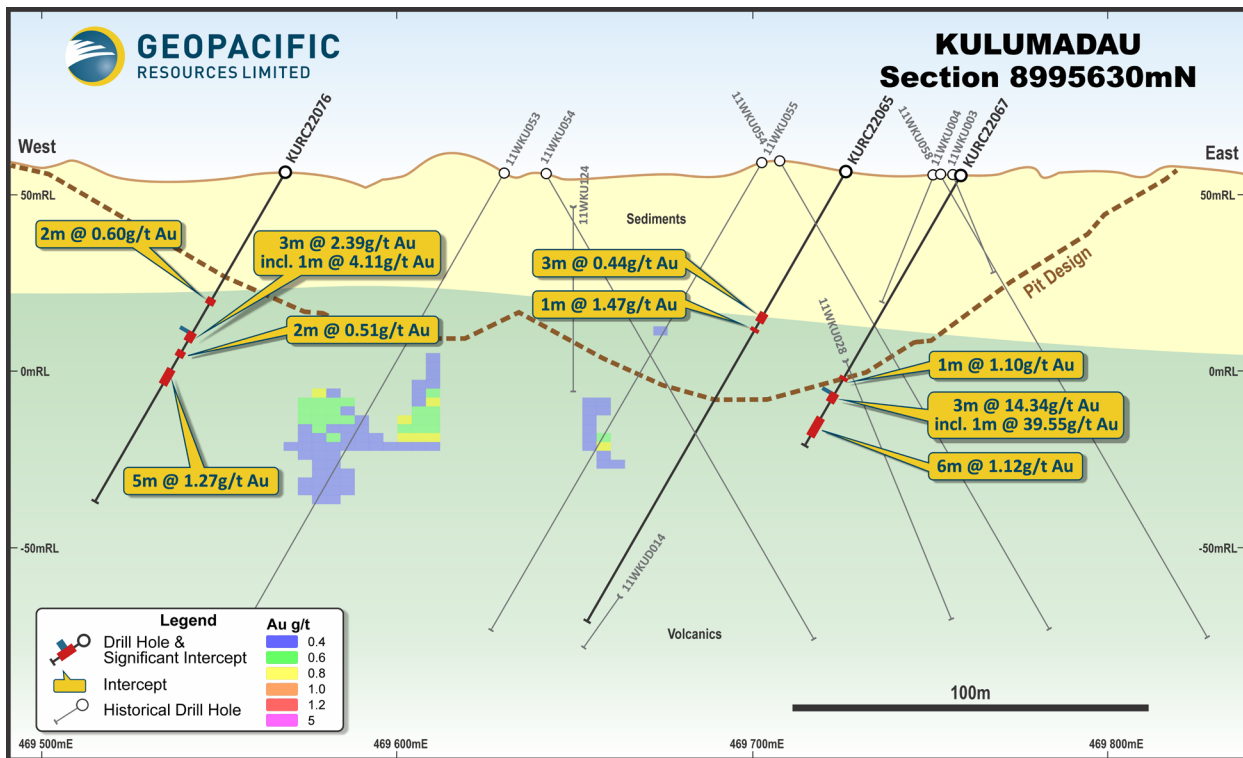 GEOPACIFIC
RESOURCES LIMITED
KULUMADAU
Section 8995630mN
West
East
KURC22076
11WKU053
11WKU054
11WKU124
11WKU054
11WKU055
KURC22065
11WKU058
11WKU004
11WKU003
KURC22067
50mRL
50mRL
Sediments
2m @ 0.60g/t Au
3m @ 2.39g/t Au
incl. 1m @ 4.11g/t Au
2m @ 0.51g/t Au
5m @ 1.27g/t Au
3m @ 0.44g/t Au
1m @ 1.47g/t Au
Pit Design
11WKU028
0mRL
0mRL
1m @ 1.10g/t Au
3m @ 14.34g/t Au
incl. 1m @ 39.55g/t Au
6m @ 1.12g/t Au
-50mRL
-50mRL
11WKUD014
Volcanics
Legend
Drill Hole &
Significant Intercept
Intercept
Historical Drill Hole
Au g/t
0.4
0.6
0.8
1.0
1.2
5
100m
469 500mE
469 600mE
469 700mE
469 800mE